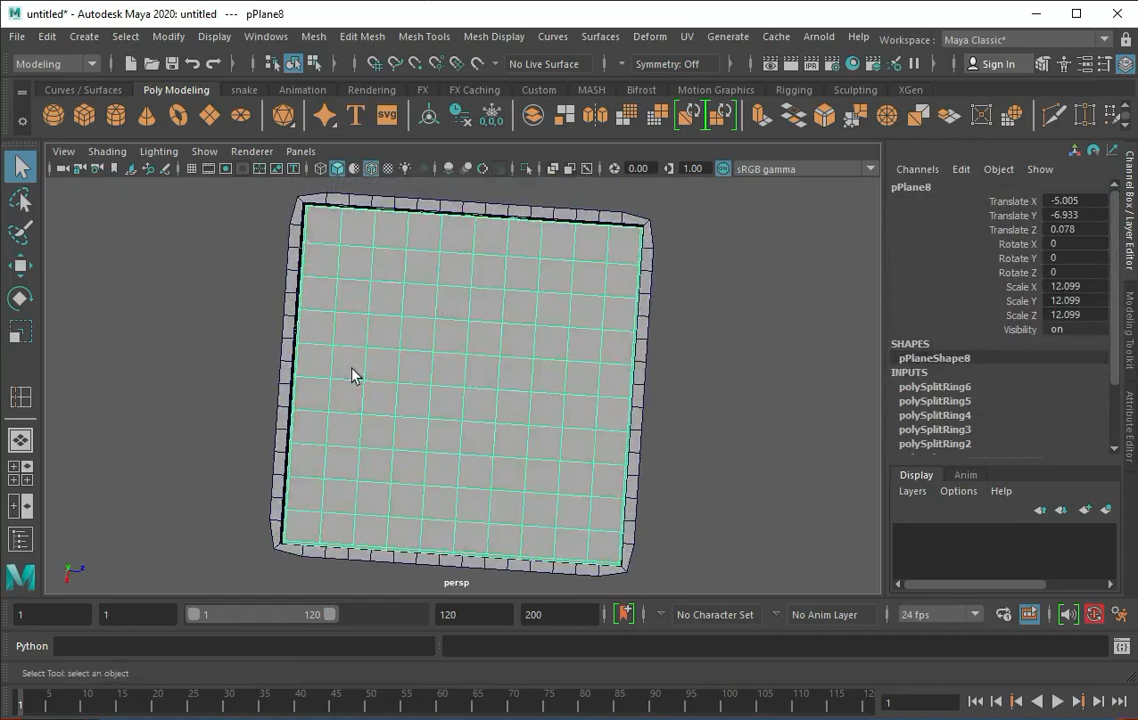 untitled* - Autodesk Maya 2020: untitled --- pPlane8
File Edit Create Select Modify Display Windows Mesh Edit Mesh Mesh Tools Mesh Display Curves Surfaces Deform UV Generate Cache Arnold Help Workspace : Maya Classic*
Modeling No Live Surface Symmetry: Off Sign In
Curves / Surfaces Poly Modeling snake Animation Rendering FX FX Caching Custom MASH Bifrost Motion Graphics Rigging Sculpting XGen
T svg 0,0,0
View Shading Lighting Show Renderer Panels
0.00 1.00 sRGB gamma
Channels Edit Object Show
pPlane8
Translate X -5.005
Translate Y -6.933
Translate Z 0.078
Rotate X 0
Rotate Y 0
Rotate Z 0
Scale X 12.099
Scale Y 12.099
Scale Z 12.099
Visibility on
SHAPES
pPlaneShape8
INPUTS
polySplitRing6
polySplitRing5
polySplitRing4
polySplitRing3
polySplitRing2
Channel Box / Layer Editor
Modeling Toolkit
Attribute Editor
Display Anim
Layers Options Help
y z
persp
1 1 1 120 120 200 No Character Set No Anim Layer 24 fps
Python
Select Tool: select an object
1 5 10 15 20 25 30 35 40 45 50 55 60 65 70 75 80 85 90 95 100 105 110 115 12 1